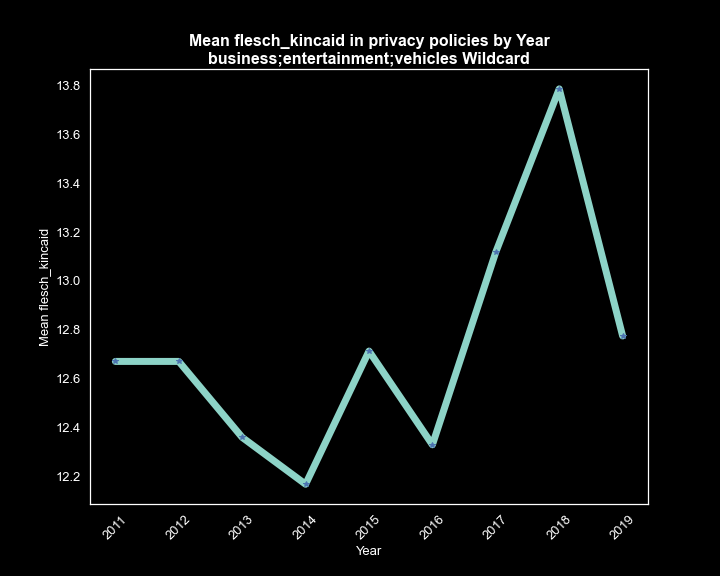 Mean flesch_kincaid in privacy policies by Year
business;entertainment;vehicles Wildcard
13.8
13.6
13.4
13.2
13.0
12.8
12.6
12.4
12.2
Mean flesch_kincaid
2011 2012 2013 2014 2015 2016 2017 2018 2019
Year